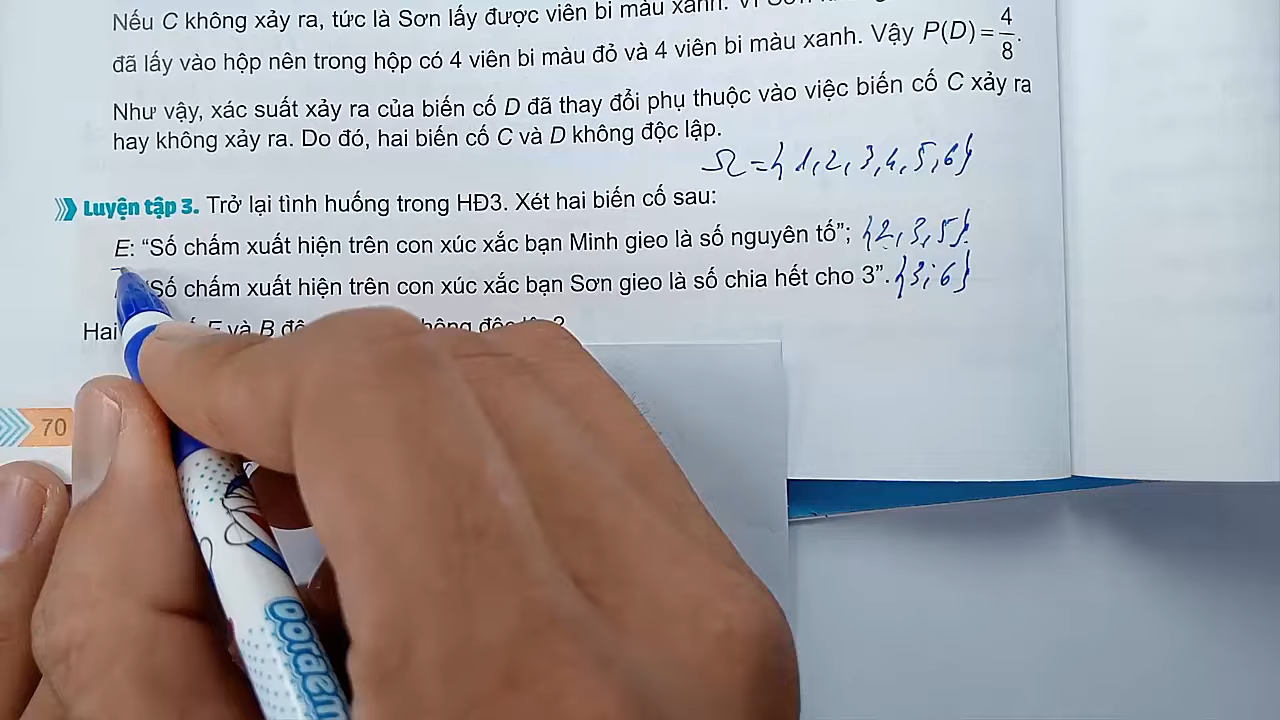 Nếu C không xảy ra, tức là Sơn lấy được viên bi màu xanh. Vì Sơn
đã lấy vào hộp nên trong hộp có 4 viên bi màu đỏ và 4 viên bi màu xanh. Vậy P(D) = 4/8.
Như vậy, xác suất xảy ra của biến cố D đã thay đổi phụ thuộc vào việc biến cố C xảy ra
hay không xảy ra. Do đó, hai biến cố C và D không độc lập.
Ω = {1, 2, 3, 4, 5, 6}
Luyện tập 3. Trở lại tình huống trong HĐ3. Xét hai biến cố sau:
E: “Số chấm xuất hiện trên con xúc xắc bạn Minh gieo là số nguyên tố”; {2, 3, 5}.
“Số chấm xuất hiện trên con xúc xắc bạn Sơn gieo là số chia hết cho 3”. {3; 6}
Hai E và B
70
Doraem